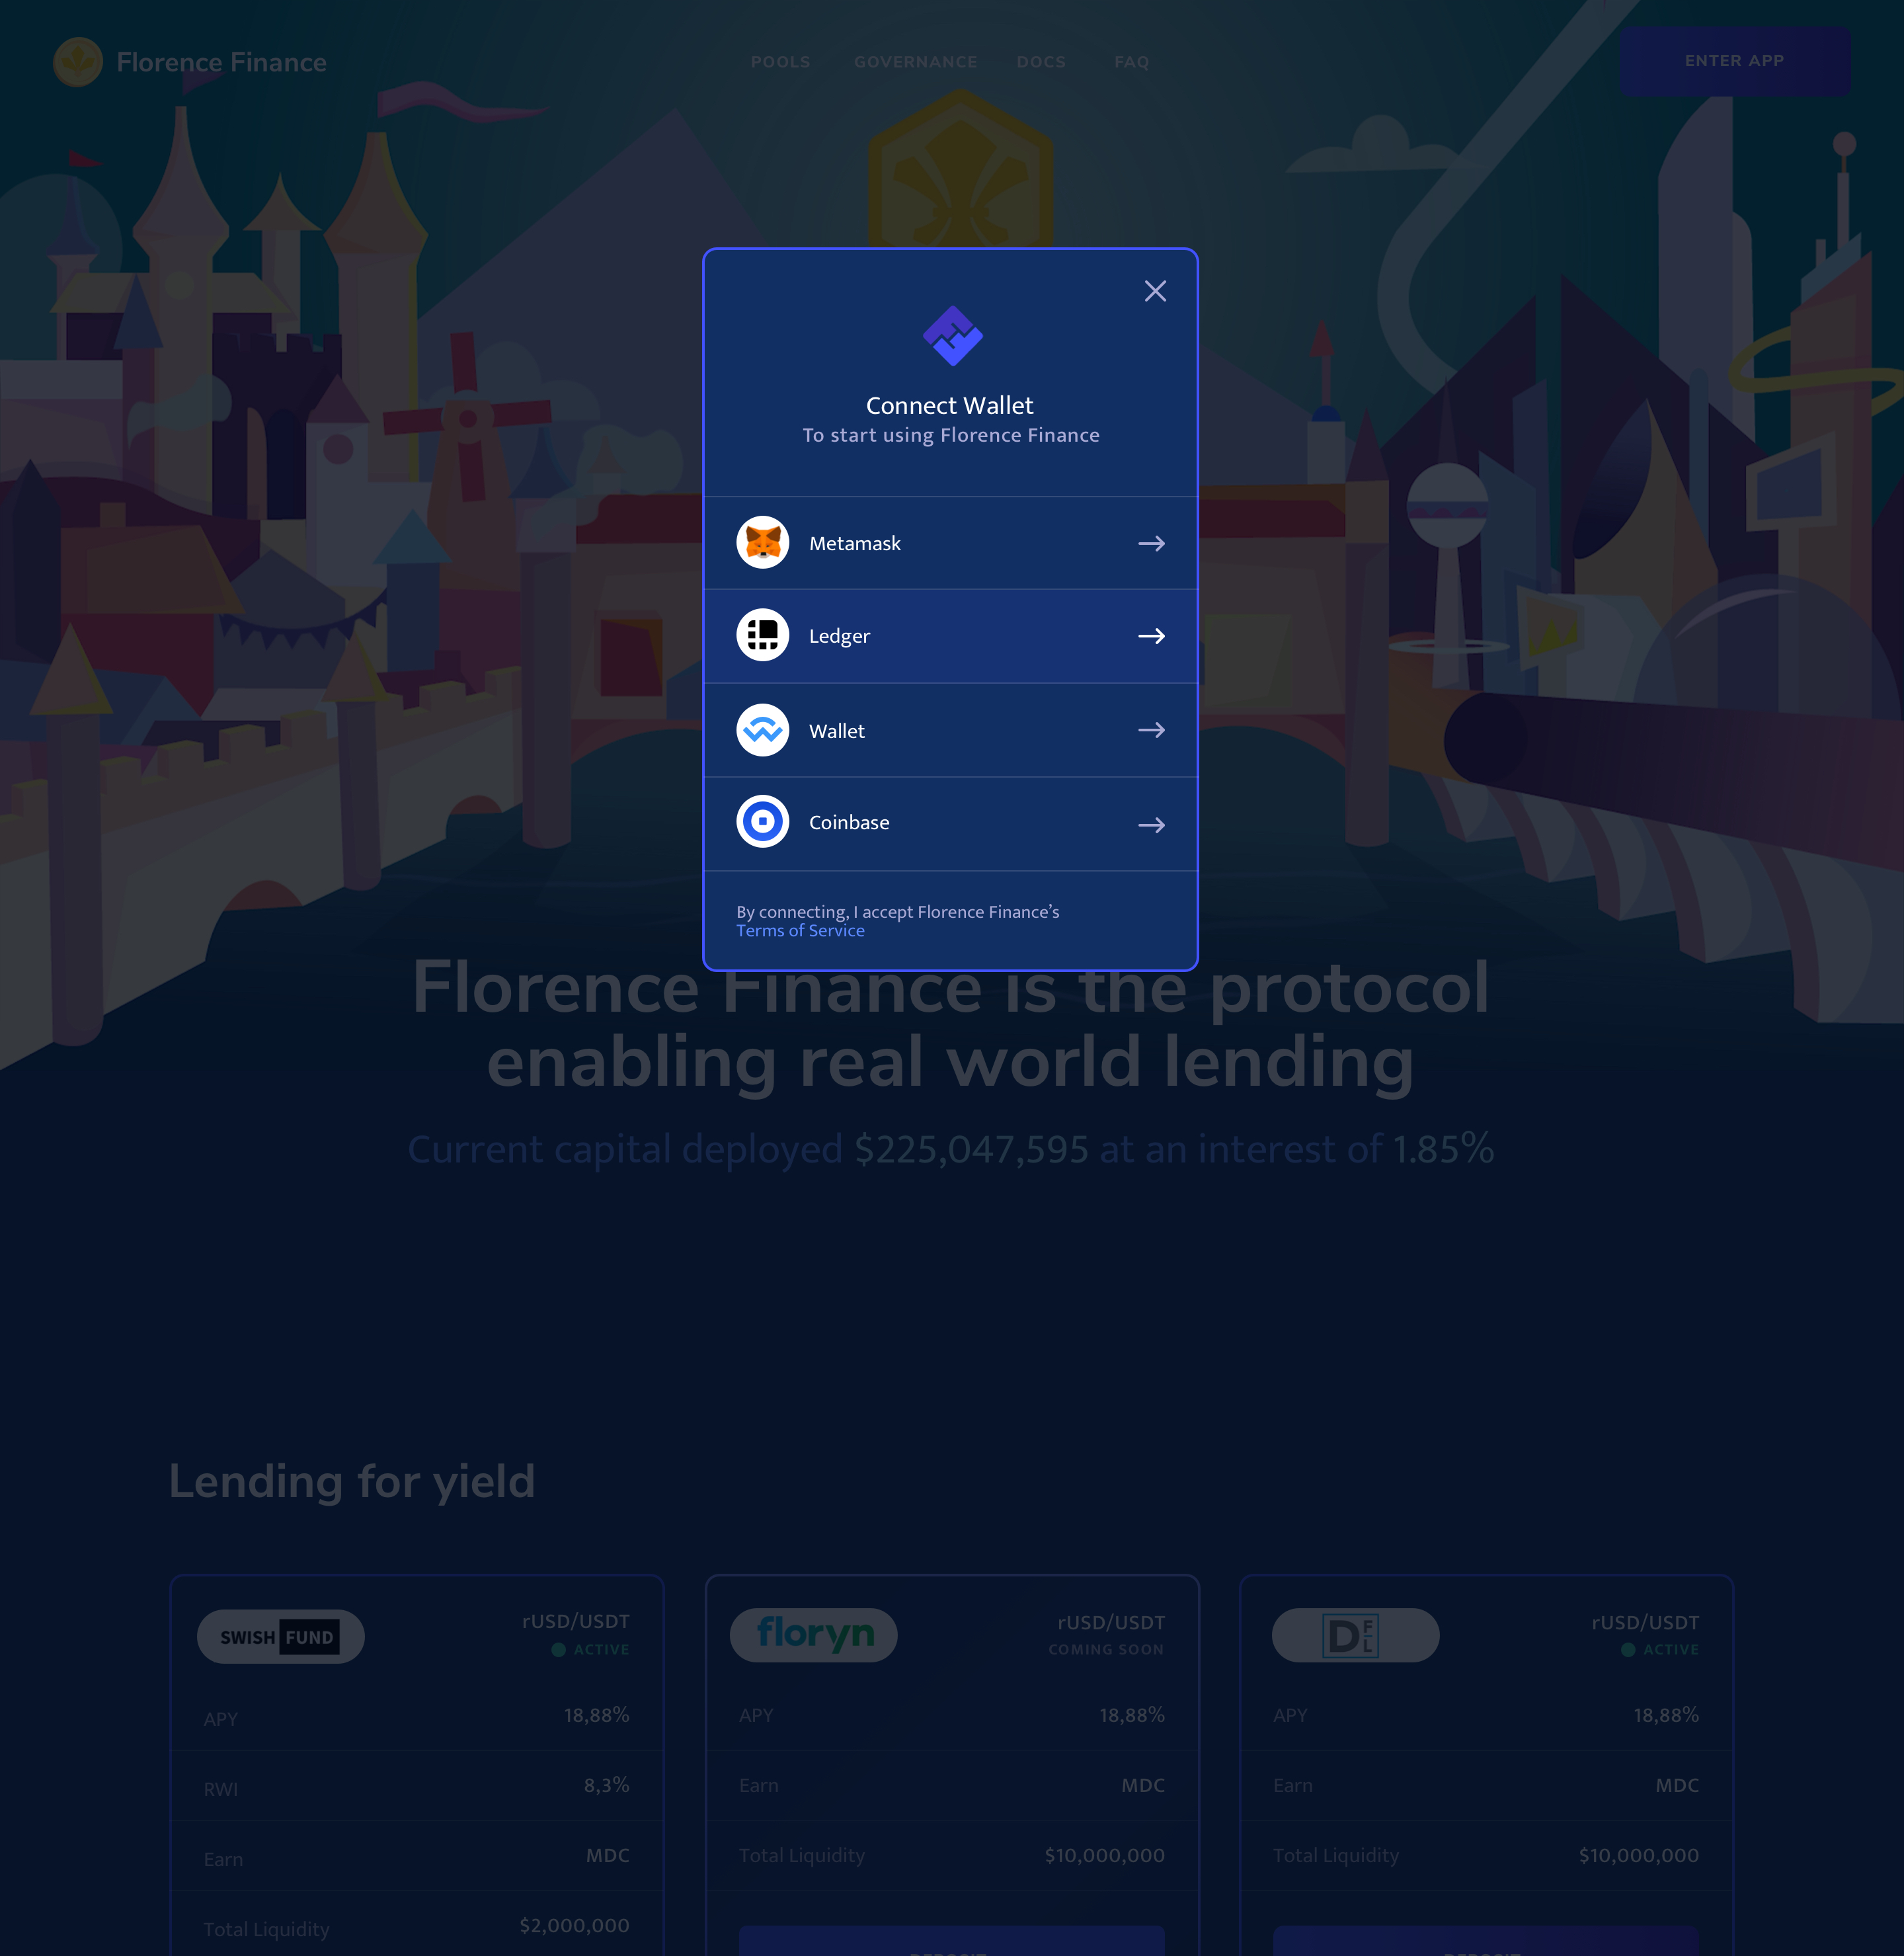 Florence Finance
POOLS
GOVERNANCE
DOCS
FAQ
ENTER APP
Connect Wallet
To start using Florence Finance
Metamask
Ledger
Wallet
Coinbase
By connecting, I accept Florence Finance’s
Terms of Service
Florence Finance is the protocol
enabling real world lending
Current capital deployed $225,047,595 at an interest of 1.85%
Lending for yield
SWISH FUND
rUSD/USDT
ACTIVE
APY 18,88%
RWI 8,3%
Earn MDC
Total Liquidity $2,000,000
floryn
rUSD/USDT
COMING SOON
APY 18,88%
Earn MDC
Total Liquidity $10,000,000
DFL
rUSD/USDT
ACTIVE
APY 18,88%
Earn MDC
Total Liquidity $10,000,000